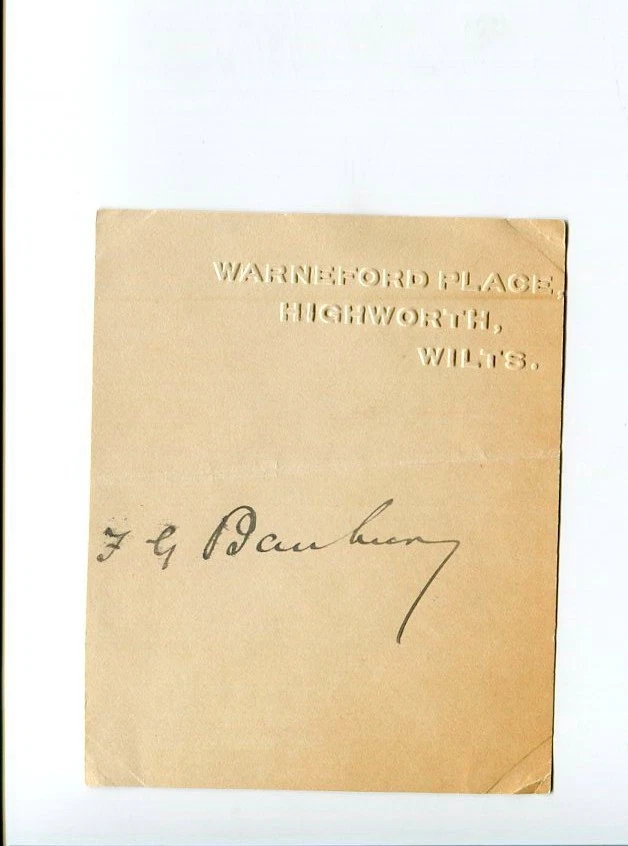 WARNEFORD PLACE,
HIGHWORTH,
WILTS.
F G Banbury